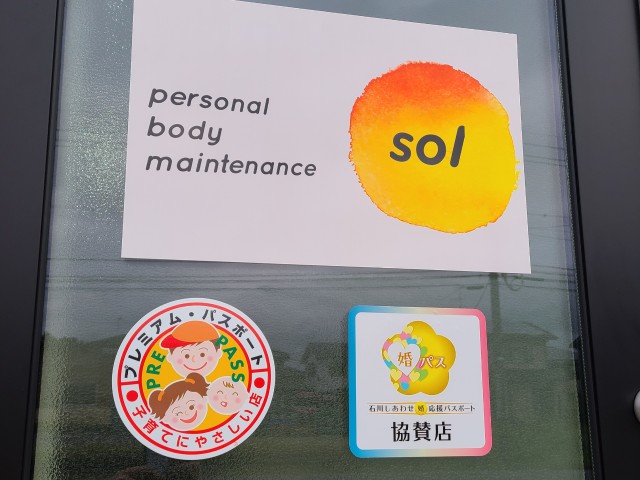 personal
body
maintenance
sol
プレミアム・パスポート
PRE PASS
子育てにやさしい店
婚パス
石川しあわせ婚応援パスポート
協賛店